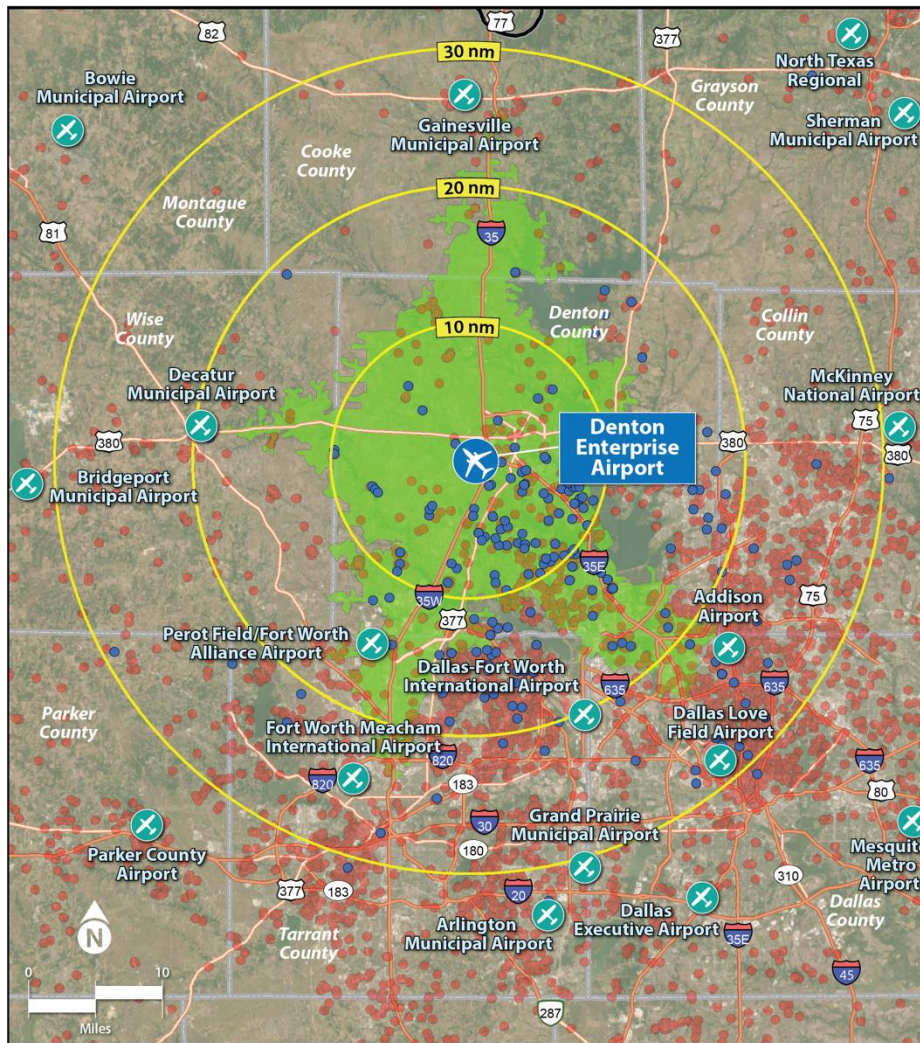 77
82
377
30 nm
North Texas
Regional
Bowie
Municipal Airport
Grayson
County
Gainesville
Municipal Airport
Sherman
Municipal Airport
Cooke
County
20 nm
Montague
County
81
35
Wise
County
10 nm
Denton
County
Collin
County
Decatur
Municipal Airport
McKinney
National Airport
75
380
Denton
Enterprise
Airport
380
380
Bridgeport
Municipal Airport
35E
35W
377
75
Addison
Airport
Perot Field/Fort Worth
Alliance Airport
Dallas-Fort Worth
International Airport
635
635
Parker
County
Dallas Love
Field Airport
Fort Worth Meacham
International Airport
820
820
183
635
80
30
Grand Prairie
Municipal Airport
180
Parker County
Airport
Mesquite
Metro
Airport
377
183
20
310
Dallas
County
Arlington
Municipal Airport
Dallas
Executive Airport
N
Tarrant
County
35E
45
0
10
Miles
287